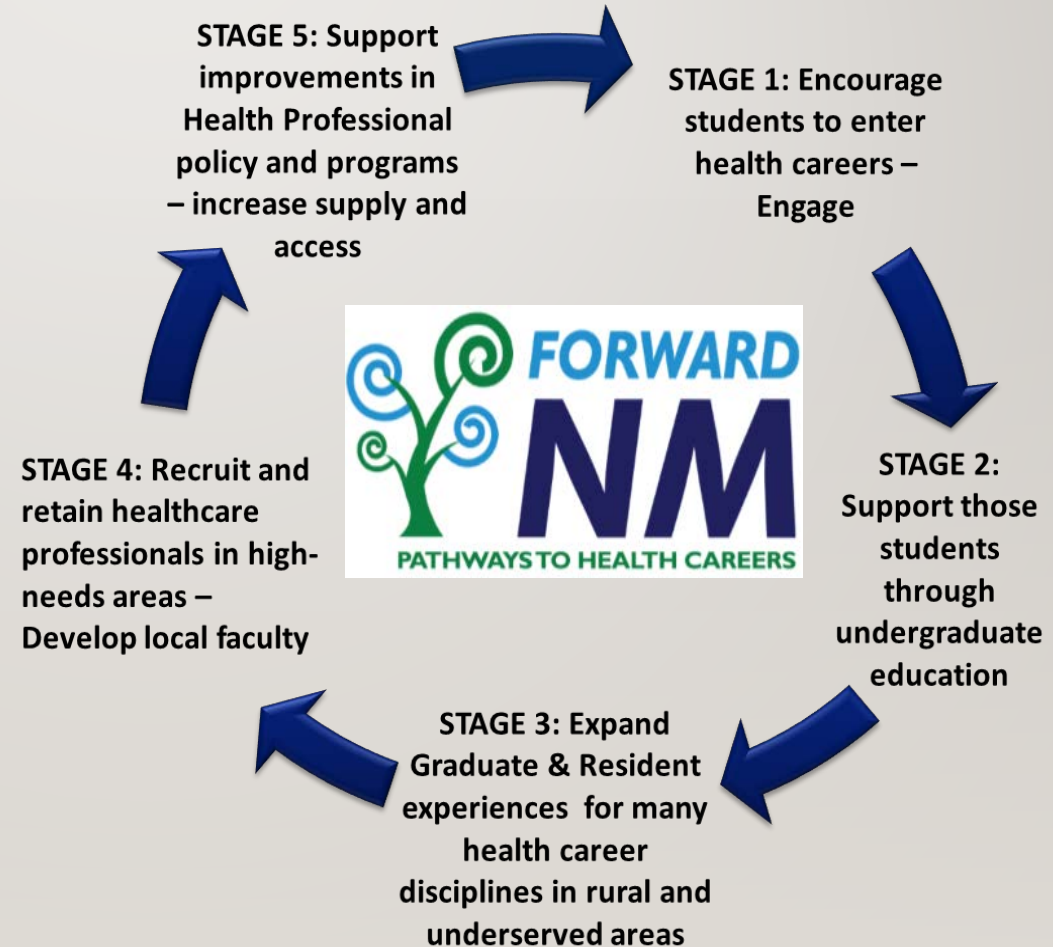 STAGE 1: Encourage
students to enter
health careers –
Engage
STAGE 2:
Support those
students
through
undergraduate
education
STAGE 3: Expand
Graduate & Resident
experiences  for many
health career
disciplines in rural and
underserved areas
STAGE 4: Recruit and
retain healthcare
professionals in high-
needs areas –
Develop local faculty
STAGE 5: Support
improvements in
Health Professional
policy and programs
– increase supply and
access
FORWARD
NM
PATHWAYS TO HEALTH CAREERS